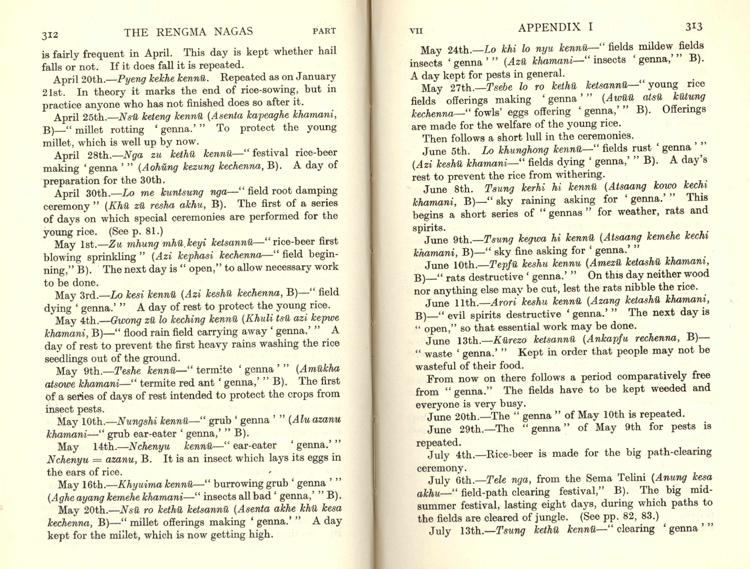 312 THE RENGMA NAGAS PART
is fairly frequent in April. This day is kept whether hail
falls or not. If it does fall it is repeated.
April 20th.—Pyeng kekhe kennü. Repeated as on January
21st. In theory it marks the end of rice-sowing, but in
practice anyone who has not finished does so after it.
April 25th.—Nsü keteng kennü (Asenta kapeaghe khamani,
B)—“ millet rotting ‘ genna.’ ” To protect the young
millet, which is well up by now.
April 28th.—Nga zu kethü kennü—“ festival rice-beer
making ‘ genna ’ ” (Aohüng kezung kechenna, B). A day of
preparation for the 30th.
April 30th.—Lo me kuntsung nga—“ field root damping
ceremony ” (Khü zü resha akhu, B). The first of a series
of days on which special ceremonies are performed for the
young rice. (See p. 81.)
May 1st.—Zu mhung mhü keyi ketsannü—“ rice-beer first
blowing sprinkling ” (Azi kephasi kechenna—“ field begin-
ning,” B). The next day is “ open,” to allow necessary work
to be done.
May 3rd.—Lo kesi kennü (Azi keshü kechenna, B)—“ field
dying ‘ genna.’ ” A day of rest to protect the young rice.
May 4th.—Gwong zü lo keching kennü (Khuli tsü azi kepwe
khamani, B)—“ flood rain field carrying away ‘ genna.’ ” A
day of rest to prevent the first heavy rains washing the rice
seedlings out of the ground.
May 9th.—Teshe kennü—“ termite ‘ genna ’ ” (Amükha
atsowe khamani—“ termite red ant ‘ genna,’ ” B). The first
of a series of days of rest intended to protect the crops from
insect pests.
May 10th.—Nungshi kennü—“ grub ‘ genna ’ ” (Alu azanu
khamani—“ grub ear-eater ‘ genna,’ ” B).
May 14th.—Nchenyu kennü—“ ear-eater ‘ genna.’ ”
Nchenyu = azanu, B. It is an insect which lays its eggs in
the ears of rice.
May 16th.—Khyuima kennü—“ burrowing grub ‘ genna ’ ”
(Aghe ayang kemehe khamani—“ insects all bad ‘ genna,’ ” B).
May 20th.—Nsü ro kethü ketsannü (Asenta akhe khü kesa
kechenna, B)—“ millet offerings making ‘ genna.’ ” A day
kept for the millet, which is now getting high.
VII APPENDIX I 313
May 24th.—Lo khi lo nyu kennü—“ fields mildew fields
insects ‘ genna ’ ” (Azü khamani—“ insects ‘ genna,’ ” B).
A day kept for pests in general.
May 27th.—Tsebe lo ro kethü ketsannü—“ young rice
fields offerings making ‘ genna ’ ” (Awüü atsü kütung
kechenna—“ fowls’ eggs offering ‘ genna,’ ” B). Offerings
are made for the welfare of the young rice.
Then follows a short lull in the ceremonies.
June 5th. Lo khunghong kennü—“ fields rust ‘ genna ’ ”
(Azi keshü khamani—“ fields dying ‘ genna,’ ” B). A day’s
rest to prevent the rice from withering.
June 8th. Tsung kerhi hi kennü (Atsaang kowo kechi
khamani, B)—“ sky raining asking for ‘ genna.’ ” This
begins a short series of “ gennas ” for weather, rats and
spirits.
June 9th.—Tsung kegwa hi kennü (Atsaang kemehe kechi
khamani, B)—“ sky fine asking for ‘ genna.’ ”
June 10th.—Tepfü keshu kennu (Amezü ketashü khamani,
B)—“ rats destructive ‘ genna.’ ” On this day neither wood
nor anything else may be cut, lest the rats nibble the rice.
June 11th.—Arori keshu kennü (Azang ketashü khamani,
B)—“ evil spirits destructive ‘ genna.’ ” The next day is
“ open,” so that essential work may be done.
June 13th.—Kürezo ketsannü (Ankapfu rechenna, B)—
“ waste ‘ genna.’ ” Kept in order that people may not be
wasteful of their food.
From now on there follows a period comparatively free
from “ genna.” The fields have to be kept weeded and
everyone is very busy.
June 20th.—The “ genna ” of May 10th is repeated.
June 29th.—The “ genna ” of May 9th for pests is
repeated.
July 4th.—Rice-beer is made for the big path-clearing
ceremony.
July 6th.—Tele nga, from the Sema Telini (Anung kesa
akhu—“ field-path clearing festival,” B). The big mid-
summer festival, lasting eight days, during which paths to
the fields are cleared of jungle. (See pp. 82, 83.)
July 13th.—Tsung kethü kennü—“ clearing ‘ genna ’ ”